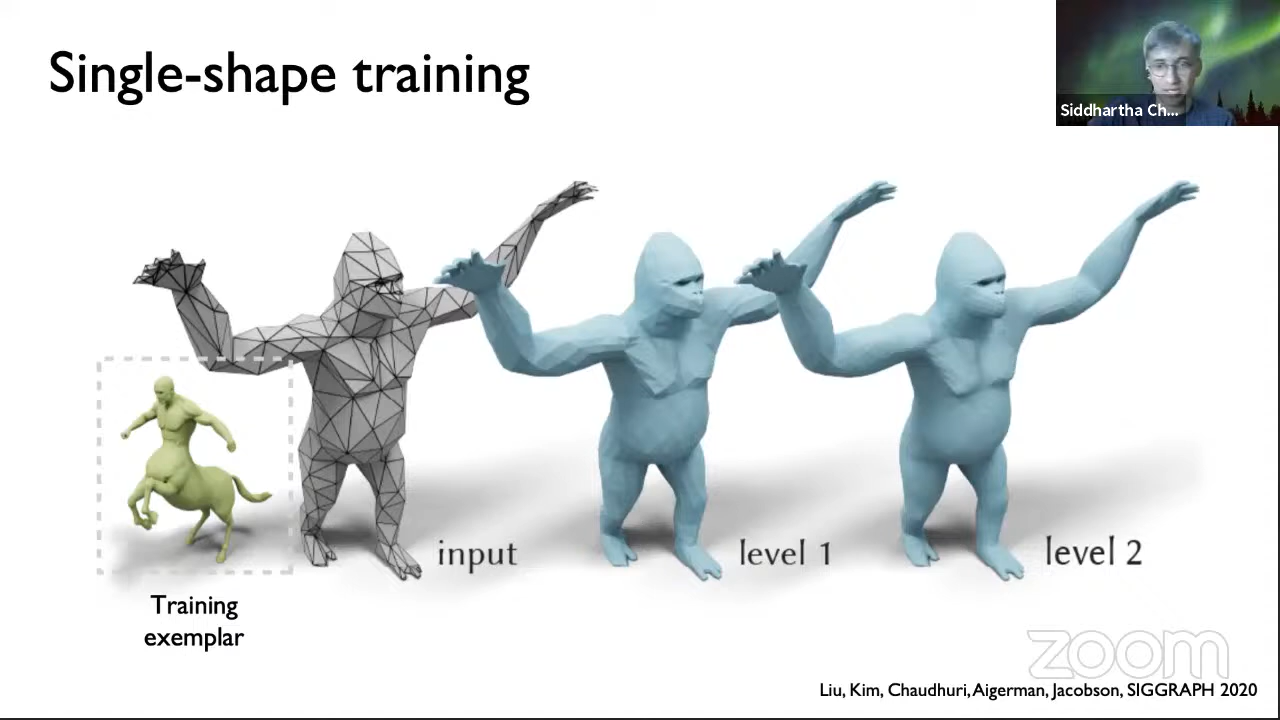 Single-shape training
Siddhartha Ch...
input
level 1
level 2
Training
exemplar
zoom
Liu, Kim, Chaudhuri, Aigerman, Jacobson, SIGGRAPH 2020